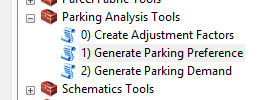 Parcel Fabric Tools
Parking Analysis Tools
0) Create Adjustment Factors
1) Generate Parking Preference
2) Generate Parking Demand
Schematics Tools